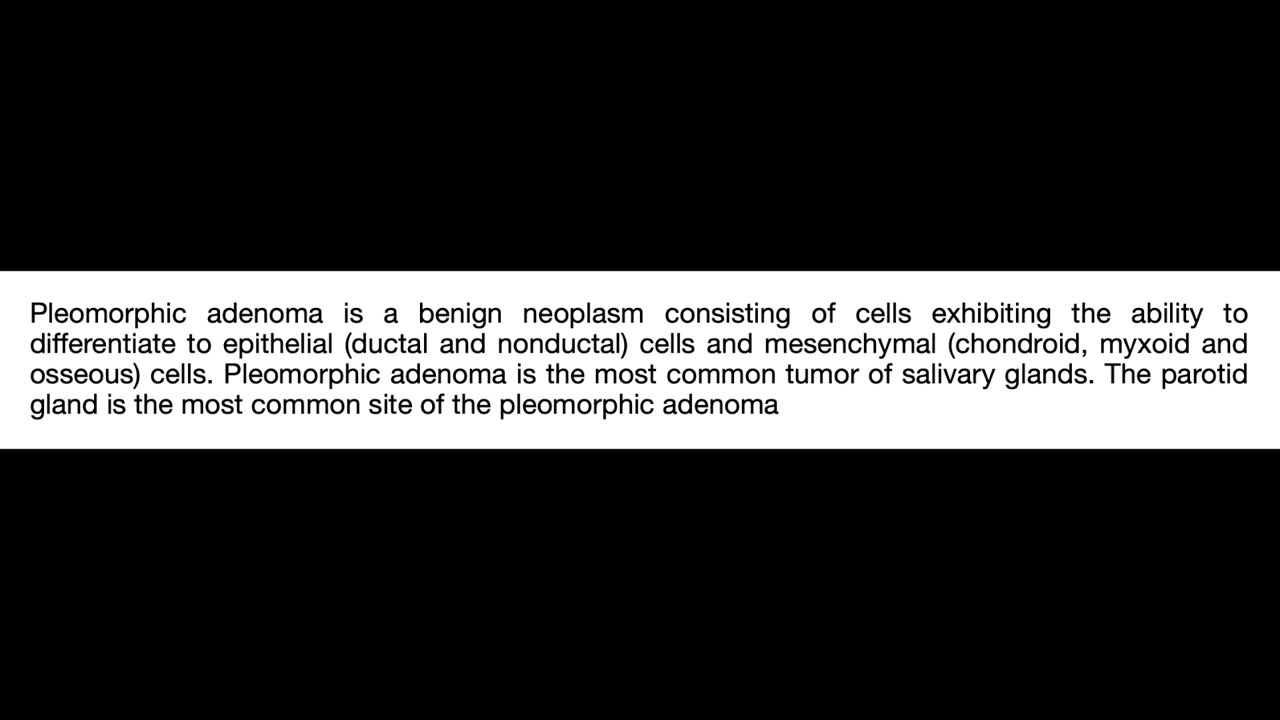 Pleomorphic adenoma is a benign neoplasm consisting of cells exhibiting the ability to
differentiate to epithelial (ductal and nonductal) cells and mesenchymal (chondroid, myxoid and
osseous) cells. Pleomorphic adenoma is the most common tumor of salivary glands. The parotid
gland is the most common site of the pleomorphic adenoma